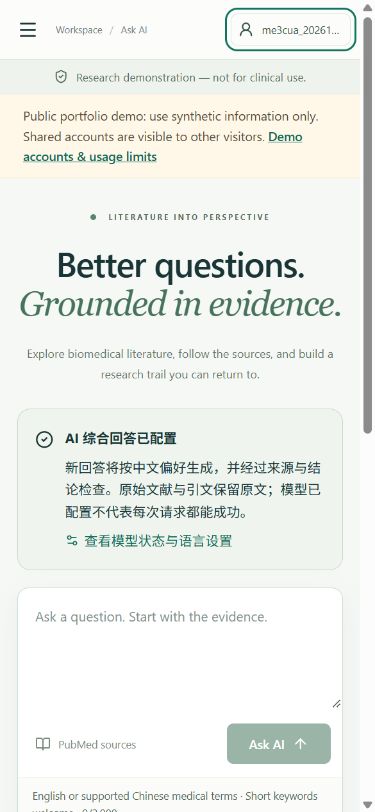 Workspace / Ask AI
me3cua_20261...
Research demonstration — not for clinical use.
Public portfolio demo: use synthetic information only.
Shared accounts are visible to other visitors. Demo
accounts & usage limits
LITERATURE INTO PERSPECTIVE
Better questions.
Grounded in evidence.
Explore biomedical literature, follow the sources, and build a
research trail you can return to.
AI 综合回答已配置
新回答将按中文偏好生成，并经过来源与结
论检查。原始文献与引文保留原文；模型已
配置不代表每次请求都能成功。
查看模型状态与语言设置
Ask a question. Start with the evidence.
PubMed sources
Ask AI
English or supported Chinese medical terms · Short keywords